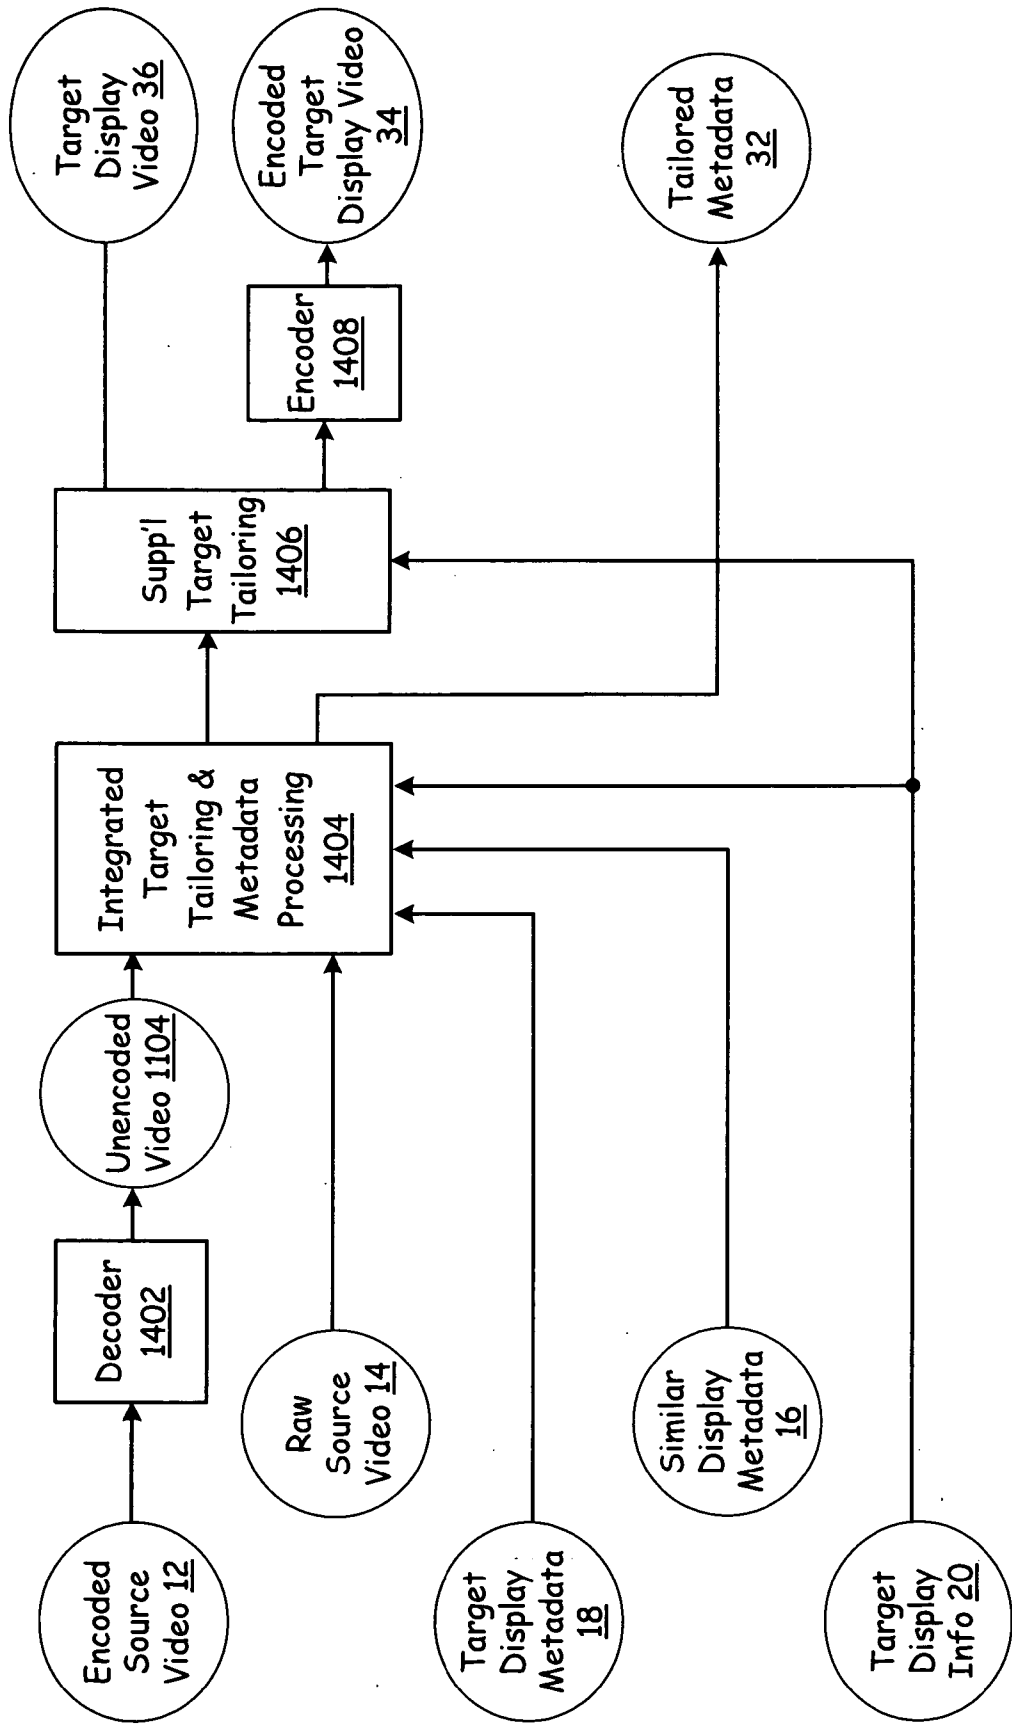 Encoded
Source
Video 12
Decoder
1402
Unencoded
Video 1104
Integrated
Target
Tailoring &
Metadata
Processing
1404
Supp'l
Target
Tailoring
1406
Target
Display
Video 36
Encoder
1408
Encoded
Target
Display Video
34
Raw
Source
Video 14
Target
Display
Metadata
18
Similar
Display
Metadata
16
Tailored
Metadata
32
Target
Display
Info 20